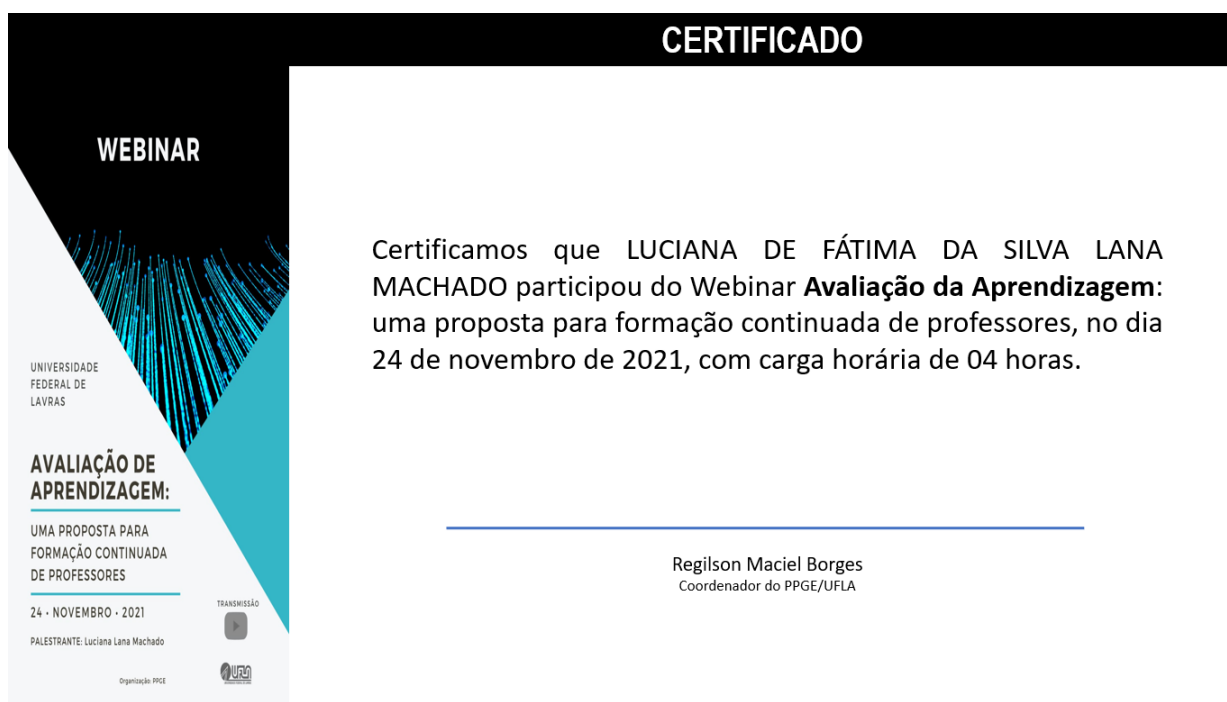 CERTIFICADO
WEBINAR
UNIVERSIDADE
FEDERAL DE
LAVRAS
AVALIAÇÃO DE
APRENDIZAGEM:
UMA PROPOSTA PARA
FORMAÇÃO CONTINUADA
DE PROFESSORES
24 • NOVEMBRO • 2021
PALESTRANTE: Luciana Lana Machado
TRANSMISSÃO
Organização: PPGE
UFLA
Certificamos que LUCIANA DE FÁTIMA DA SILVA LANA
MACHADO participou do Webinar Avaliação da Aprendizagem:
uma proposta para formação continuada de professores, no dia
24 de novembro de 2021, com carga horária de 04 horas.
Regilson Maciel Borges
Coordenador do PPGE/UFLA